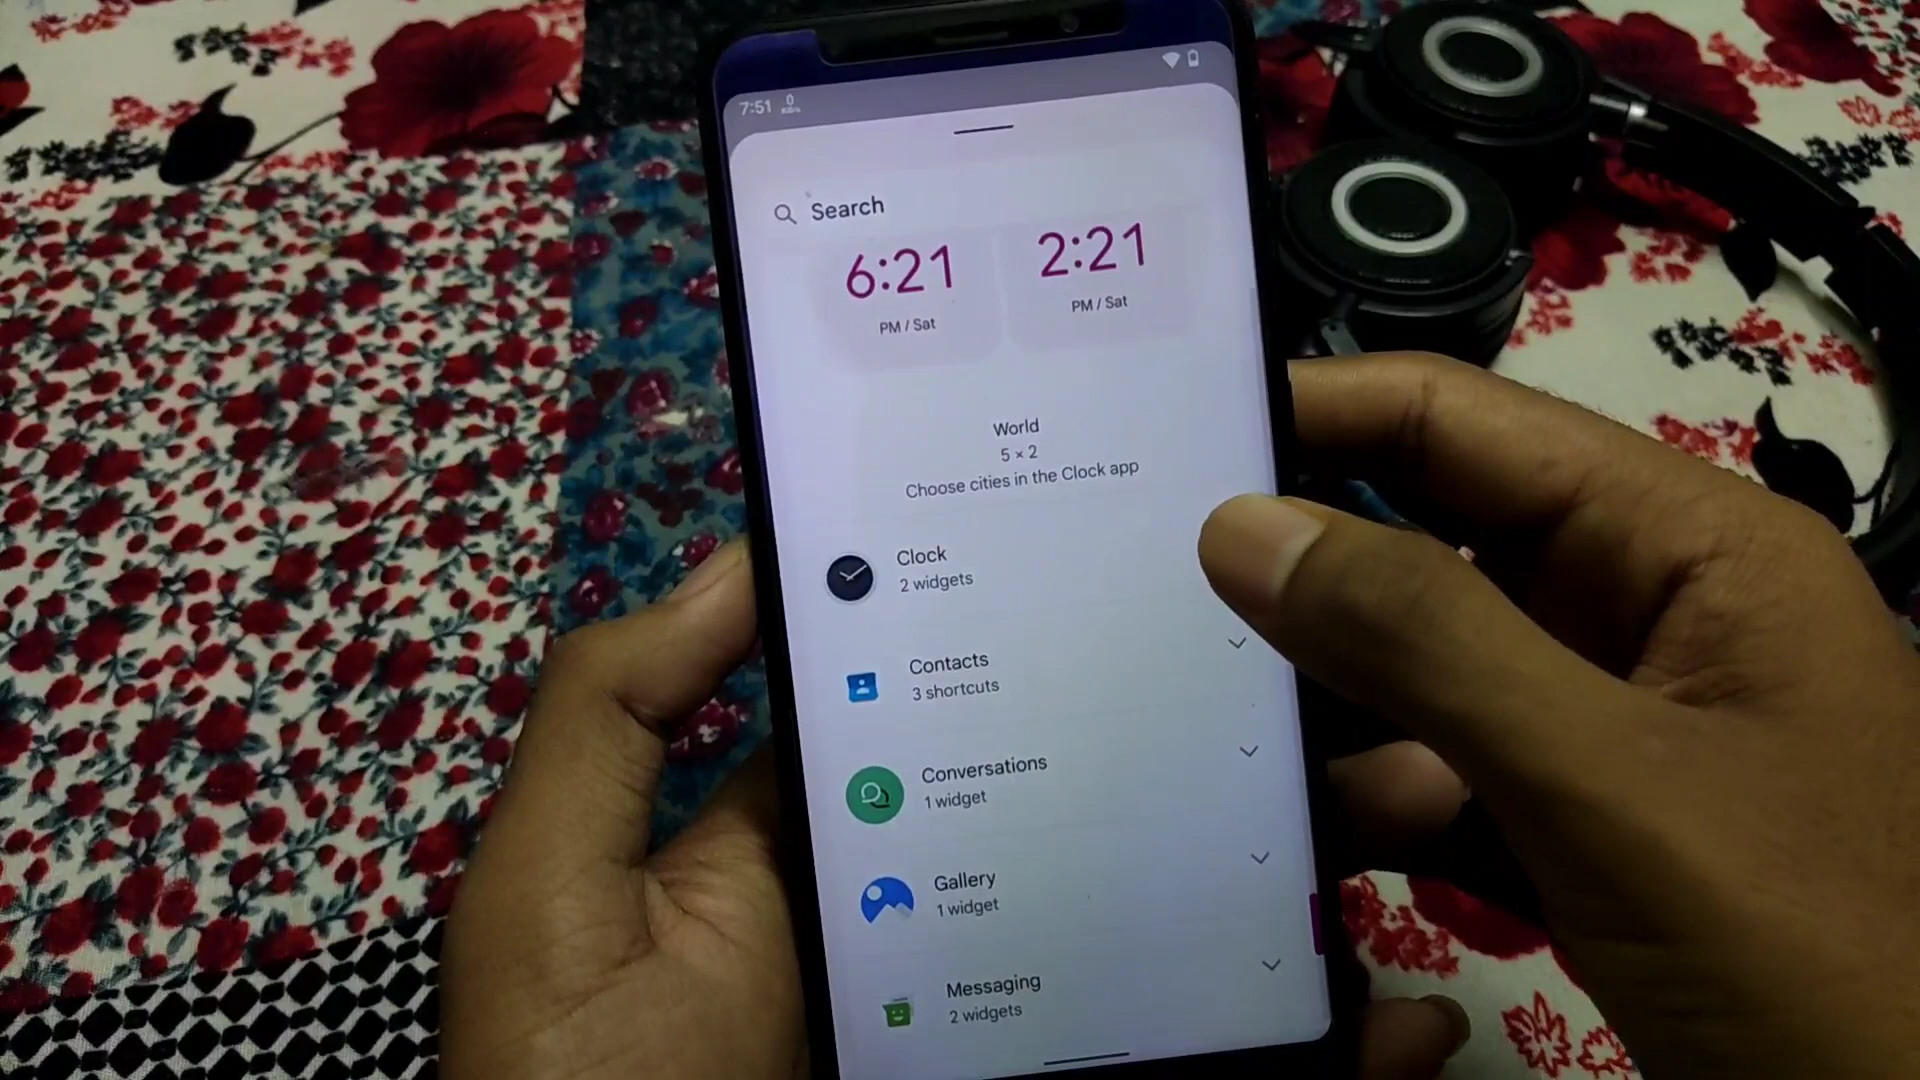 7:51 0
Search
6:21 2:21
PM / Sat PM / Sat
World
5 × 2
Choose cities in the Clock app
Clock
2 widgets
Contacts
3 shortcuts
Conversations
1 widget
Gallery
1 widget
Messaging
2 widgets